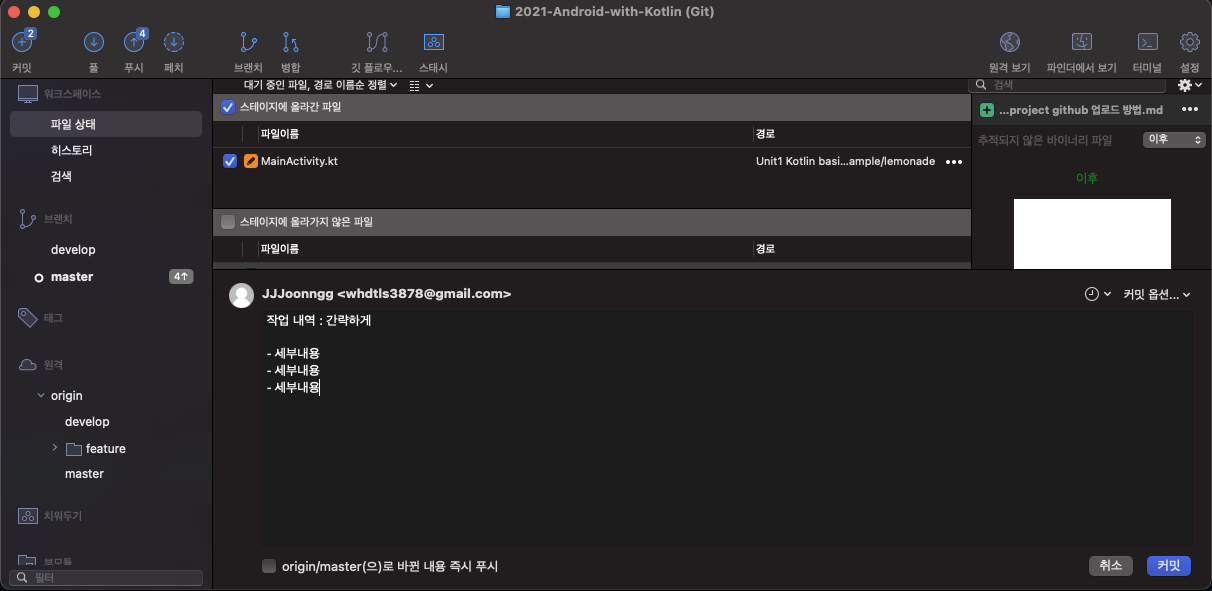 2021-Android-with-Kotlin (Git)
2
4
커밋
풀
푸시
페치
브랜치
병합
깃 플로우...
스태시
원격 보기
파인더에서 보기
터미널
설정
워크스페이스
파일 상태
히스토리
검색
브랜치
develop
master
4↑
태그
원격
origin
develop
feature
master
치워두기
부모듈
필터
대기 중인 파일, 경로 이름순 정렬
검색
스테이지에 올라간 파일
파일이름
경로
MainActivity.kt
Unit1 Kotlin basi...ample/lemonade
스테이지에 올라가지 않은 파일
파일이름
경로
...project github 업로드 방법.md
추적되지 않은 바이너리 파일
이후
이후
JJJoonngg <whdtls3878@gmail.com>
커밋 옵션...
작업 내역 : 간략하게
- 세부내용
- 세부내용
- 세부내용
origin/master(으)로 바뀐 내용 즉시 푸시
취소
커밋